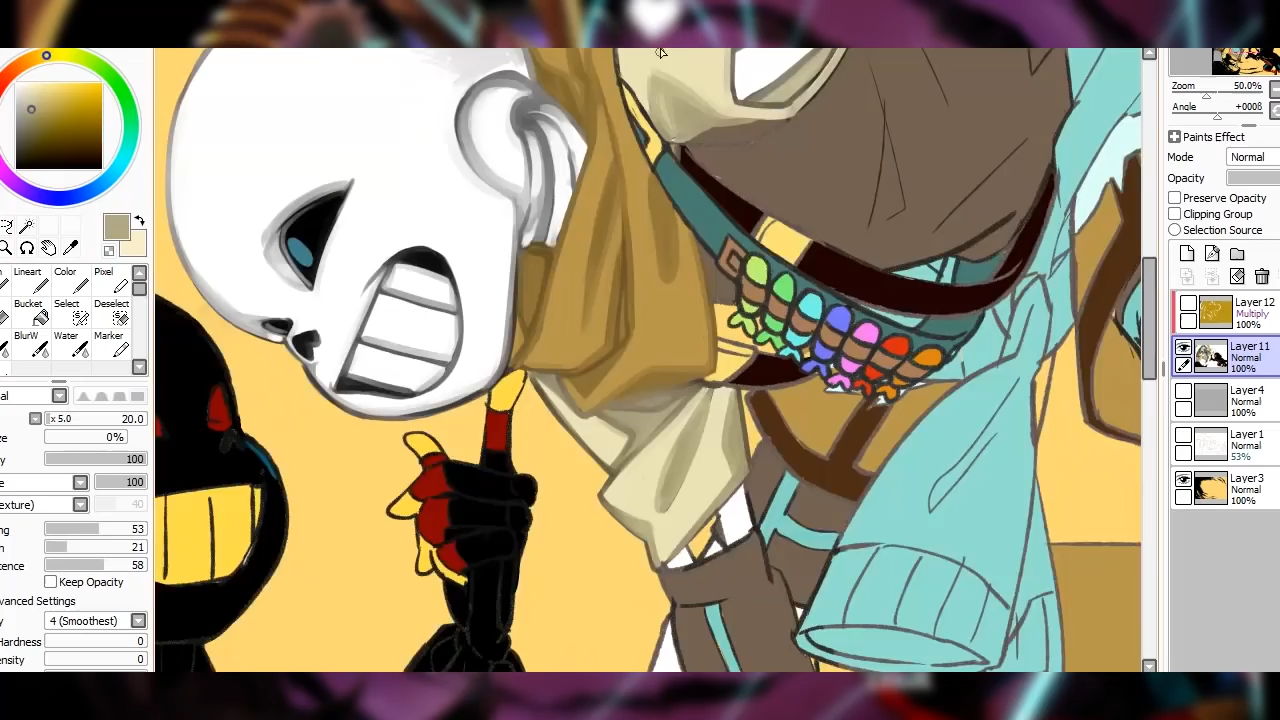 Zoom 50.0%
Angle +0008
Paints Effect
Mode Normal
Opacity
Preserve Opacity
Clipping Group
Selection Source
Layer12
Multiply
100%
Layer11
Normal
100%
Layer4
Normal
100%
Layer1
Normal
53%
Layer3
Normal
100%
Lineart Color Pixel
Bucket Select Deselect
BlurW Water Marker
x 5.0 20.0
0%
100
100
40
53
21
58
Keep Opacity
Settings
4 (Smoothest)
Hardness 0
0